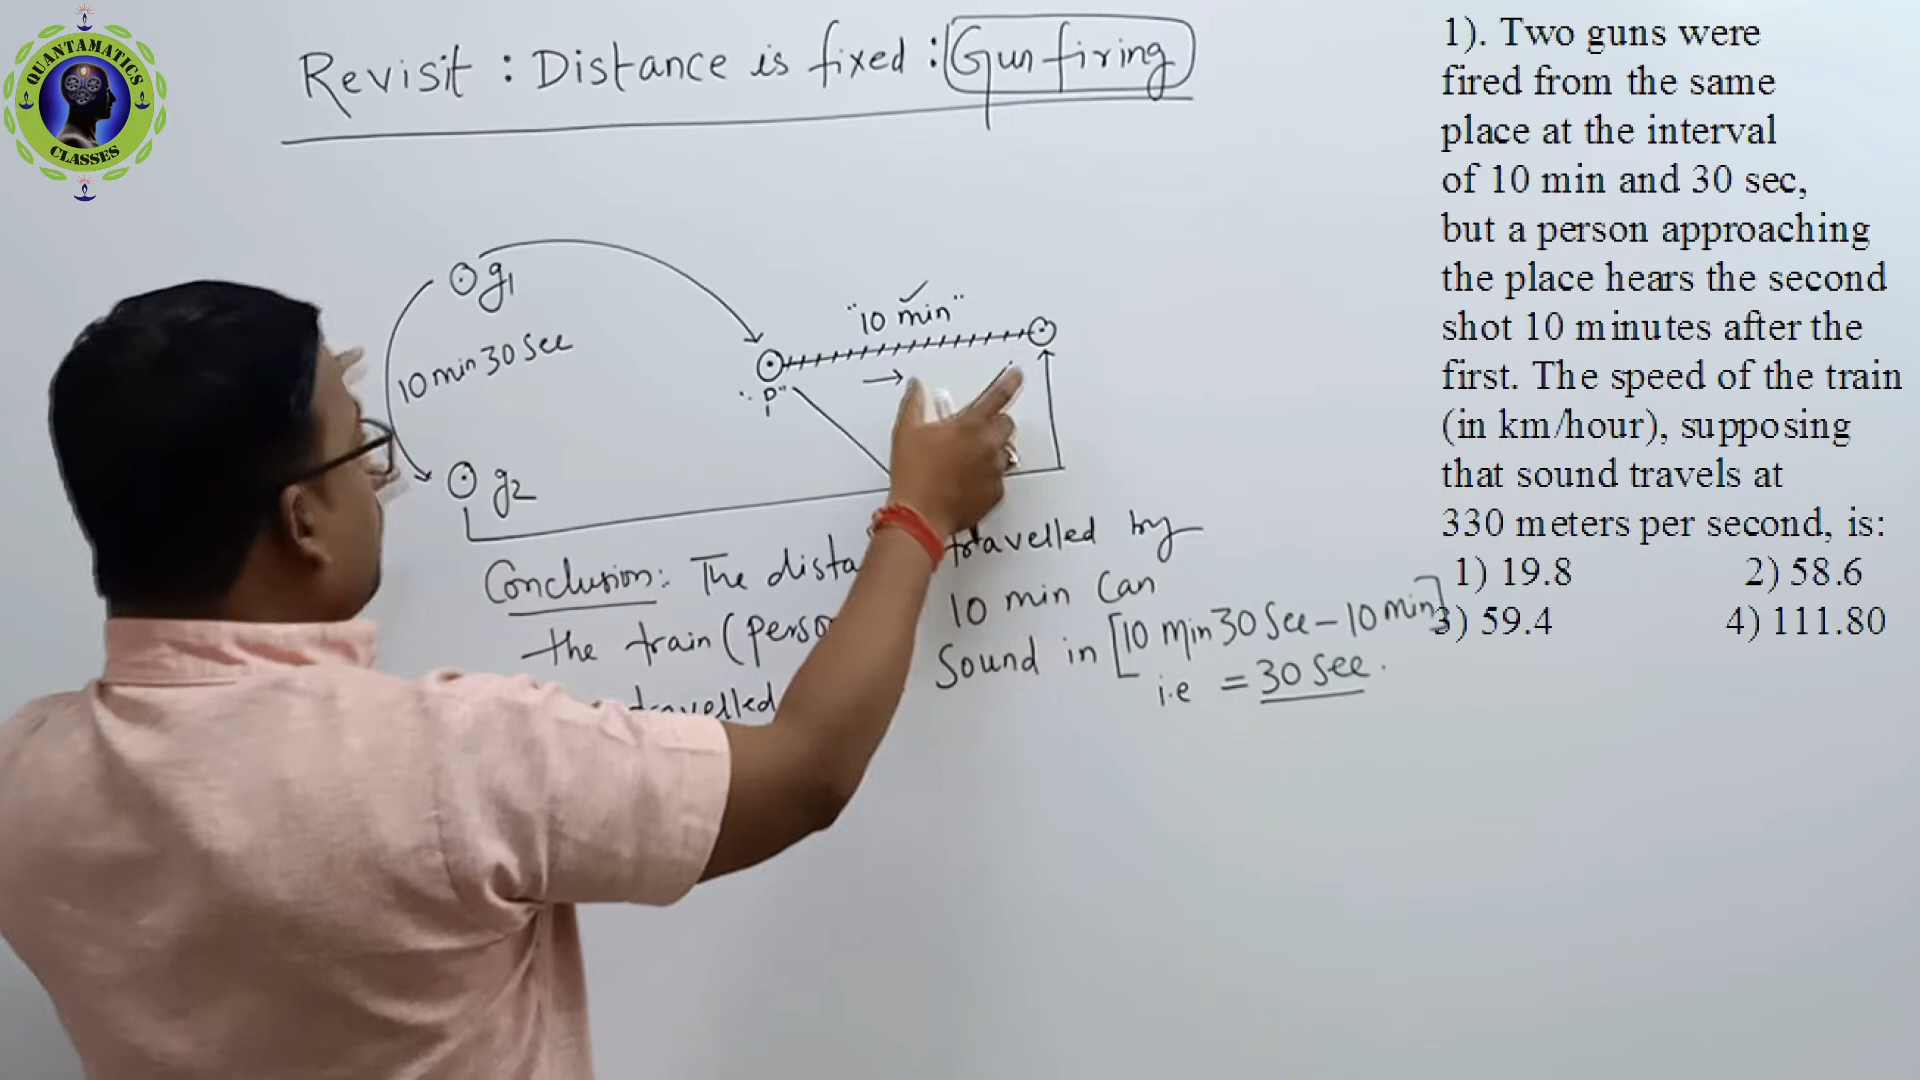 QUANTAMATICS
CLASSES
Revisit : Distance is fixed : Gun firing
g1
10 min 30 Sec
g2
"10 min"
"P"
Conclusion: The travelled by
the train ( 10 min can
travelled Sound in [10 min 30 Sec - 10 min]
i.e = 30 Sec.
1). Two guns were
fired from the same
place at the interval
of 10 min and 30 sec,
but a person approaching
the place hears the second
shot 10 minutes after the
first. The speed of the train
(in km/hour), supposing
that sound travels at
330 meters per second, is:
1) 19.8 2) 58.6
3) 59.4 4) 111.80